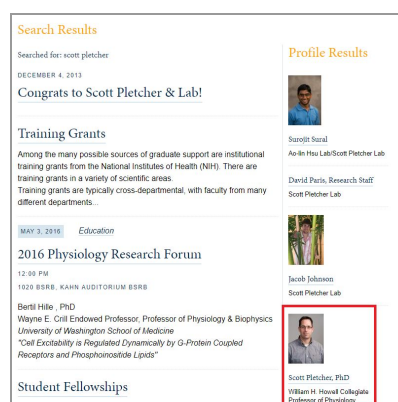 Search Results
Searched for: scott pletcher
DECEMBER 4, 2013
Congrats to Scott Pletcher & Lab!
Training Grants
Among the many possible sources of graduate support are institutional
training grants from the National Institutes of Health (NIH). There are
training grants in a variety of scientific areas.
Training grants are typically cross-departmental, with faculty from many
different departments...
MAY 3, 2016 Education
2016 Physiology Research Forum
12:00 PM
1020 BSRB, KAHN AUDITORIUM BSRB
Bertil Hille , PhD
Wayne E. Crill Endowed Professor, Professor of Physiology & Biophysics
University of Washington School of Medicine
"Cell Excitability is Regulated Dynamically by G-Protein Coupled
Receptors and Phosphoinositide Lipids"
Student Fellowships
Profile Results
Surojit Sural
Ao-lin Hsu Lab/Scott Pletcher Lab
David Paris, Research Staff
Scott Pletcher Lab
Jacob Johnson
Scott Pletcher Lab
Scott Pletcher, PhD
William H. Howell Collegiate
Professor of Physiology